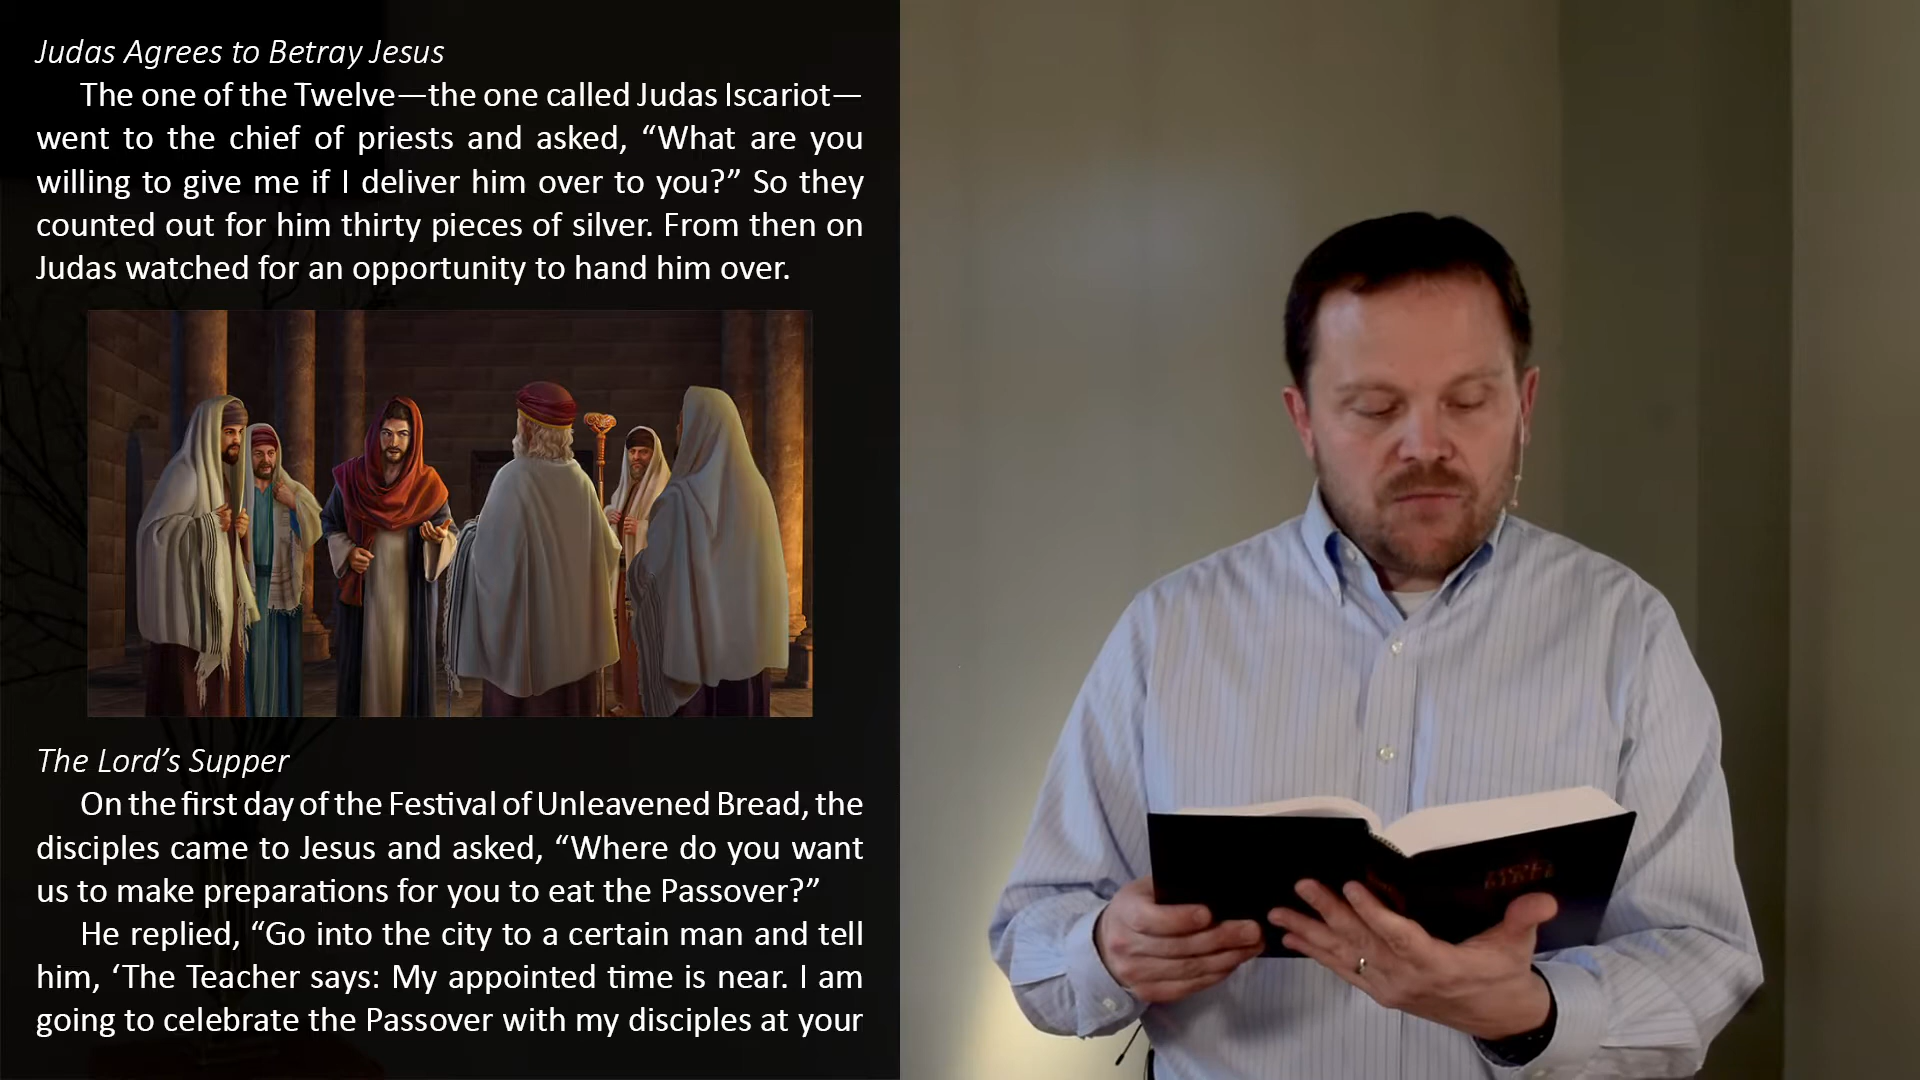 Judas Agrees to Betray Jesus
The one of the Twelve—the one called Judas Iscariot—
went to the chief of priests and asked, “What are you
willing to give me if I deliver him over to you?” So they
counted out for him thirty pieces of silver. From then on
Judas watched for an opportunity to hand him over.
The Lord’s Supper
On the first day of the Festival of Unleavened Bread, the
disciples came to Jesus and asked, “Where do you want
us to make preparations for you to eat the Passover?”
He replied, “Go into the city to a certain man and tell
him, ‘The Teacher says: My appointed time is near. I am
going to celebrate the Passover with my disciples at your